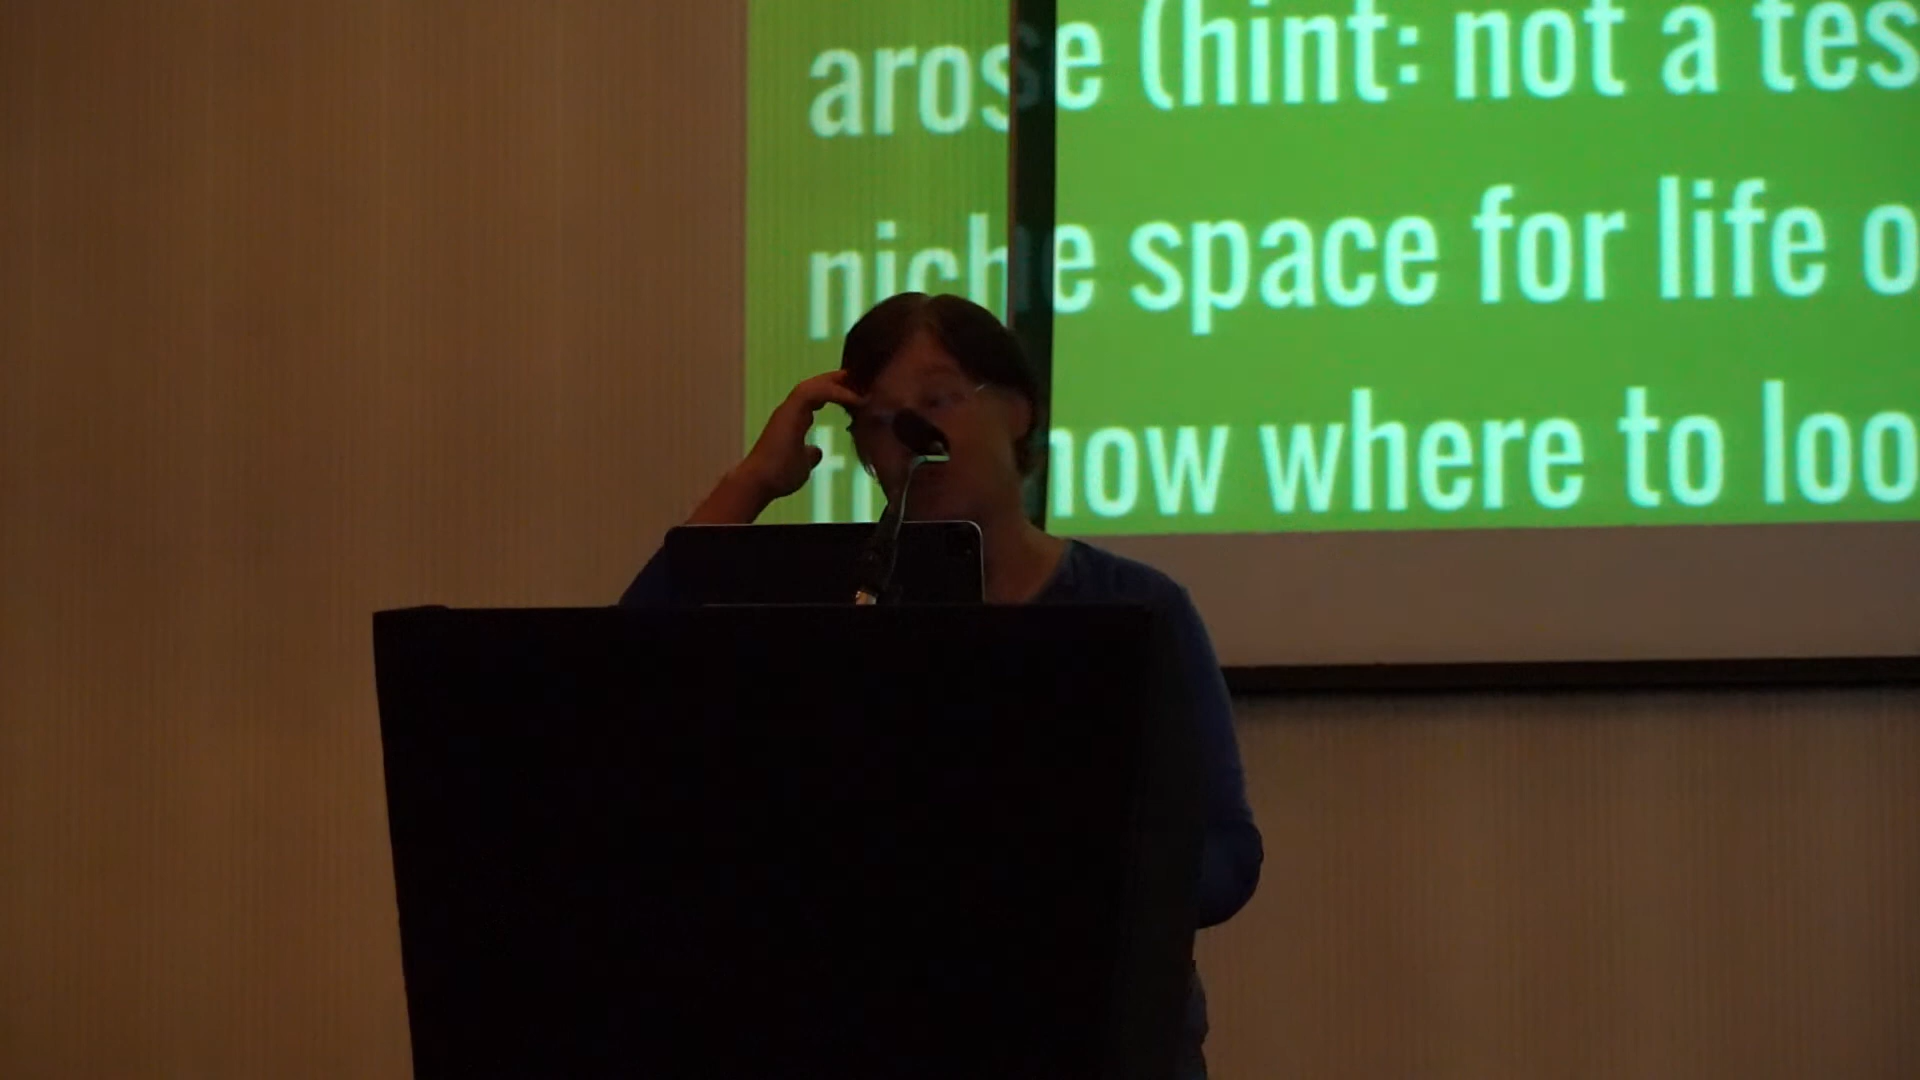 arose (hint: not a tes
niche space for life o
now where to loo